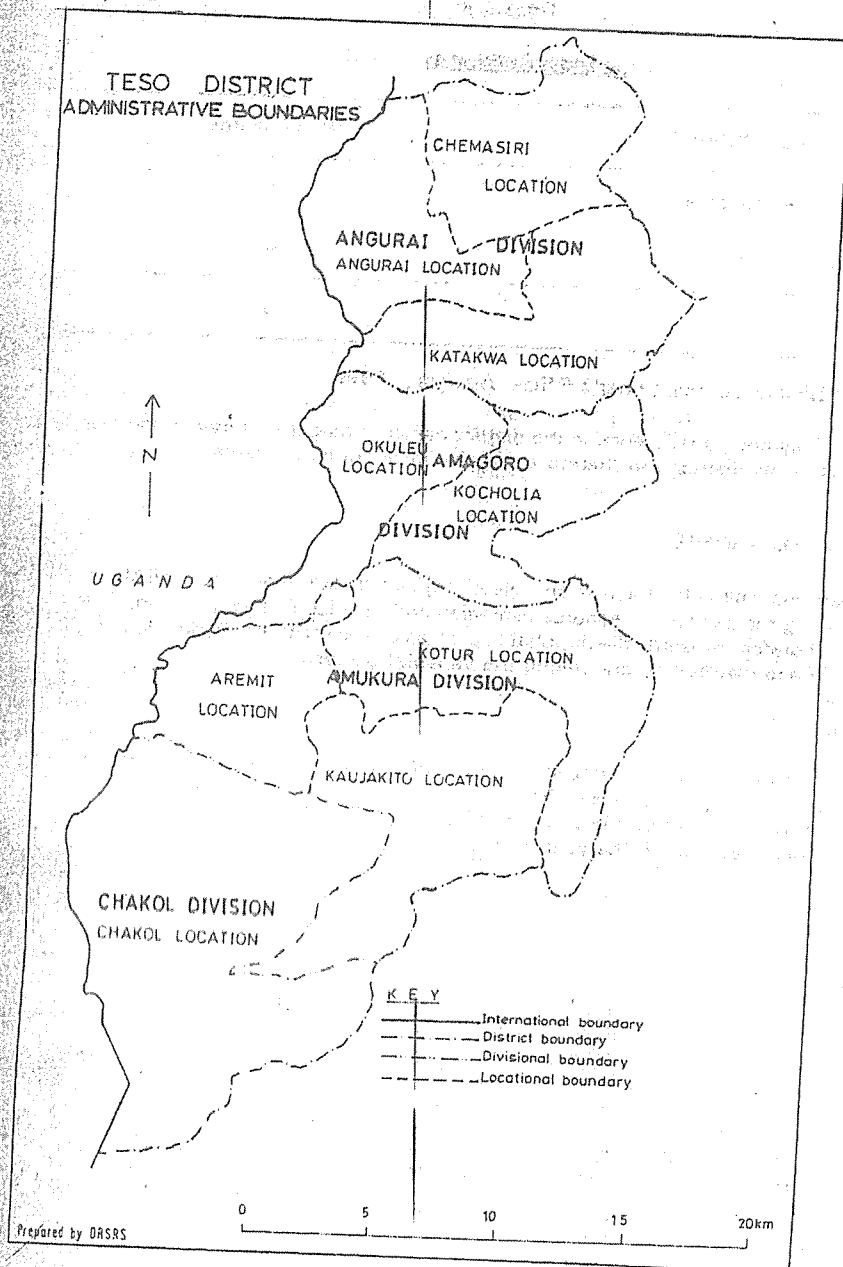 TESO DISTRICT
ADMINISTRATIVE BOUNDARIES
CHEMASIRI
LOCATION
ANGURAI DIVISION
ANGURAI LOCATION
KATAKWA LOCATION
OKULEU
LOCATION
AMAGORO
KOCHOLIA
LOCATION
DIVISION
N
UGANDA
KOTUR LOCATION
AREMIT
LOCATION
AMUKURA DIVISION
KAUJAKITO LOCATION
CHAKOL DIVISION
CHAKOL LOCATION
KEY
International boundary
District boundary
Divisional boundary
Locational boundary
0 5 10 15 20km
Prepared by DRSRS